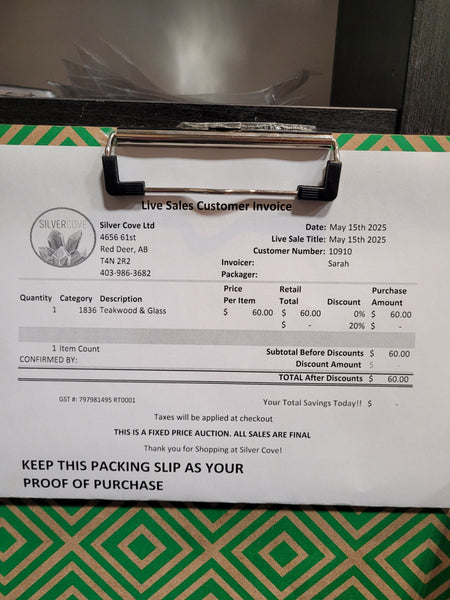 Live Sales Customer Invoice
SILVERCOVE
Silver Cove Ltd
4656 61st
Red Deer, AB
T4N 2R2
403-986-3682
Date: May 15th 2025
Live Sale Title: May 15th 2025
Customer Number: 10910
Invoicer: Sarah
Packager:
Quantity Category Description Price Per Item Retail Total Discount Purchase Amount
1 1836 Teakwood & Glass $ 60.00 $ 60.00 0% $ 60.00
$ - 20% $ -
1 Item Count
Subtotal Before Discounts $ 60.00
Discount Amount $ -
CONFIRMED BY:
TOTAL After Discounts $ 60.00
GST #: 797981495 RT0001
Your Total Savings Today!! $ -
Taxes will be applied at checkout
THIS IS A FIXED PRICE AUCTION. ALL SALES ARE FINAL
Thank you for Shopping at Silver Cove!
KEEP THIS PACKING SLIP AS YOUR
PROOF OF PURCHASE